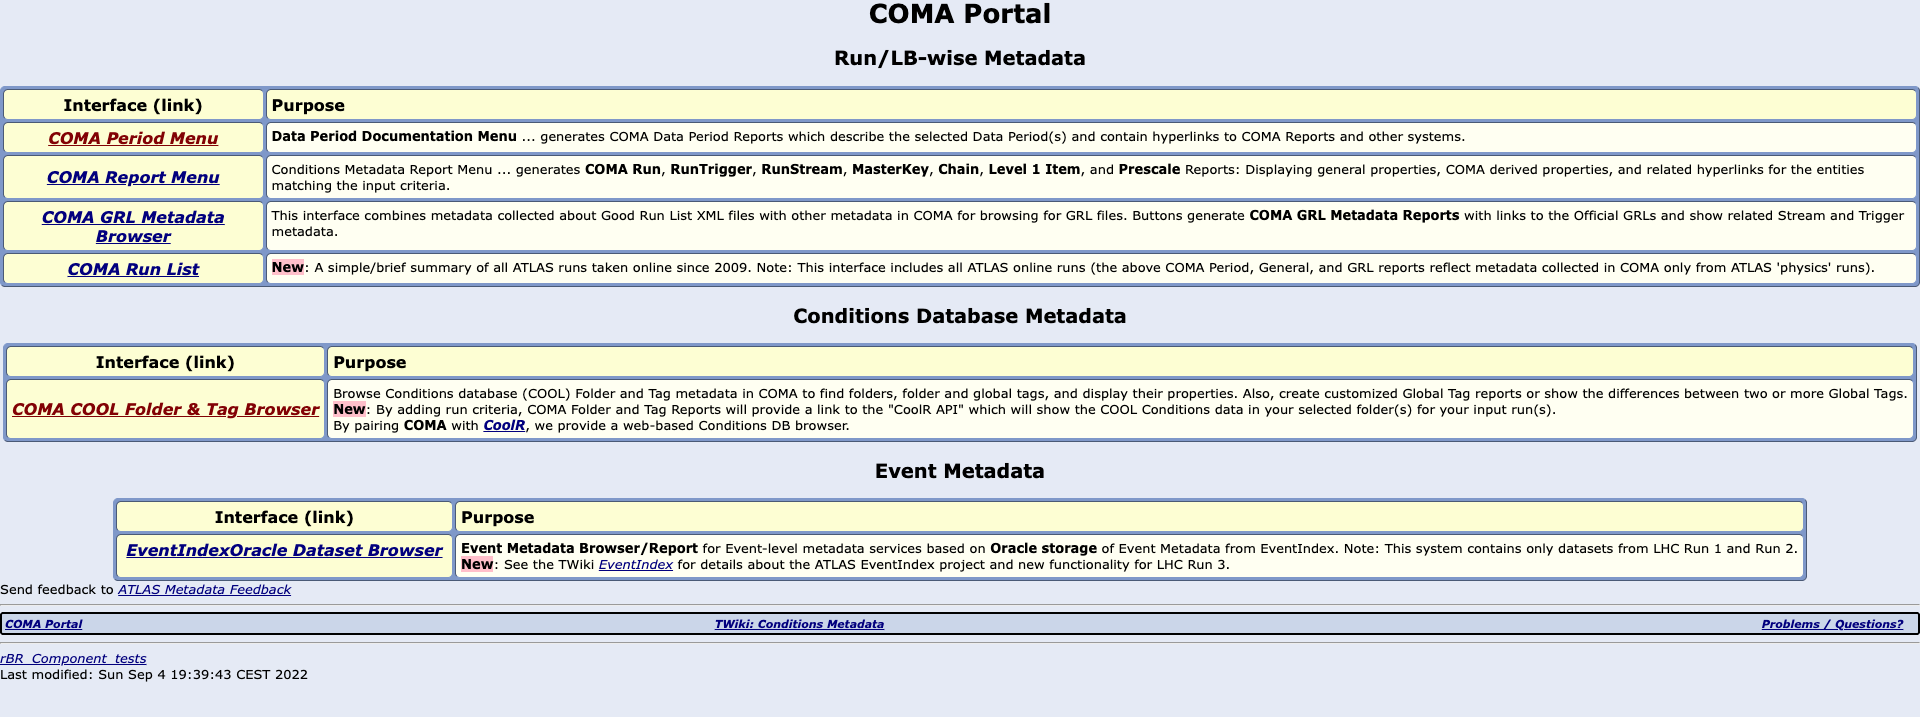 COMA Portal
Run/LB-wise Metadata
Interface (link) Purpose
COMA Period Menu Data Period Documentation Menu ... generates COMA Data Period Reports which describe the selected Data Period(s) and contain hyperlinks to COMA Reports and other systems.
COMA Report Menu Conditions Metadata Report Menu ... generates COMA Run, RunTrigger, RunStream, MasterKey, Chain, Level 1 Item, and Prescale Reports: Displaying general properties, COMA derived properties, and related hyperlinks for the entities
matching the input criteria.
COMA GRL Metadata
Browser
This interface combines metadata collected about Good Run List XML files with other metadata in COMA for browsing for GRL files. Buttons generate COMA GRL Metadata Reports with links to the Official GRLs and show related Stream and Trigger
metadata.
COMA Run List New: A simple/brief summary of all ATLAS runs taken online since 2009. Note: This interface includes all ATLAS online runs (the above COMA Period, General, and GRL reports reflect metadata collected in COMA only from ATLAS 'physics' runs).
Conditions Database Metadata
Interface (link) Purpose
COMA COOL Folder & Tag Browser
Browse Conditions database (COOL) Folder and Tag metadata in COMA to find folders, folder and global tags, and display their properties. Also, create customized Global Tag reports or show the differences between two or more Global Tags.
New: By adding run criteria, COMA Folder and Tag Reports will provide a link to the "CoolR API" which will show the COOL Conditions data in your selected folder(s) for your input run(s).
By pairing COMA with CoolR, we provide a web-based Conditions DB browser.
Event Metadata
Interface (link) Purpose
EventIndexOracle Dataset Browser Event Metadata Browser/Report for Event-level metadata services based on Oracle storage of Event Metadata from EventIndex. Note: This system contains only datasets from LHC Run 1 and Run 2.
New: See the TWiki EventIndex for details about the ATLAS EventIndex project and new functionality for LHC Run 3.
Send feedback to ATLAS Metadata Feedback
COMA Portal TWiki: Conditions Metadata Problems / Questions?
rBR_Component_tests
Last modified: Sun Sep 4 19:39:43 CEST 2022